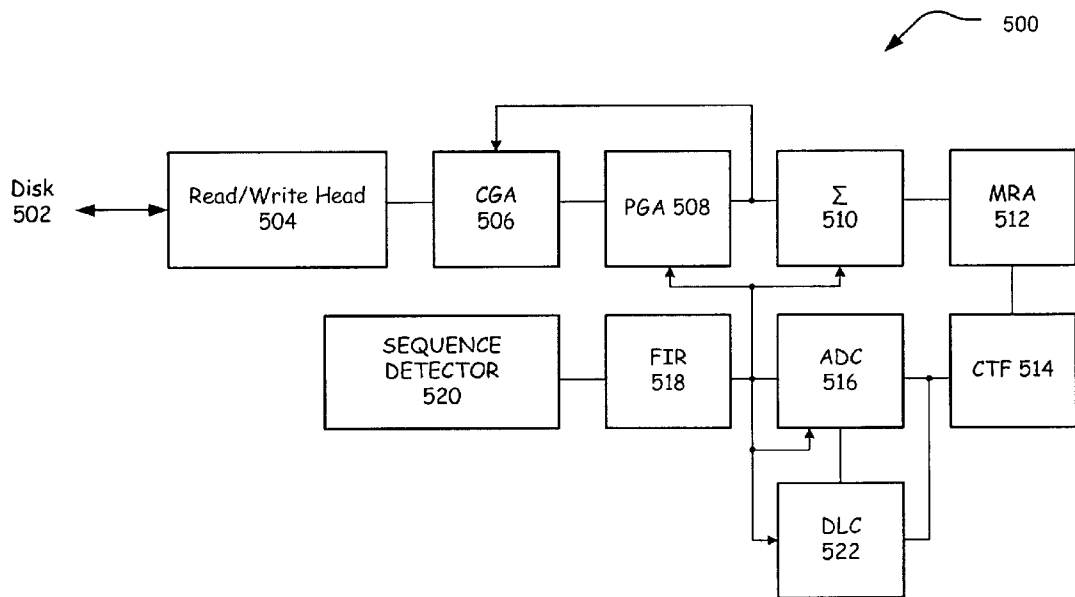 500
Disk
502
Read/Write Head
504
CGA
506
PGA 508
Σ
510
MRA
512
SEQUENCE
DETECTOR
520
FIR
518
ADC
516
CTF 514
DLC
522